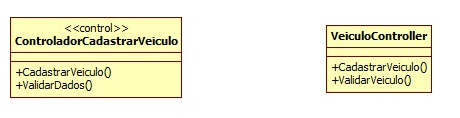 <<control>>
ControladorCadastrarVeiculo
+CadastrarVeiculo()
+ValidarDados()
VeiculoController
+CadastrarVeiculo()
+ValidarVeiculo()